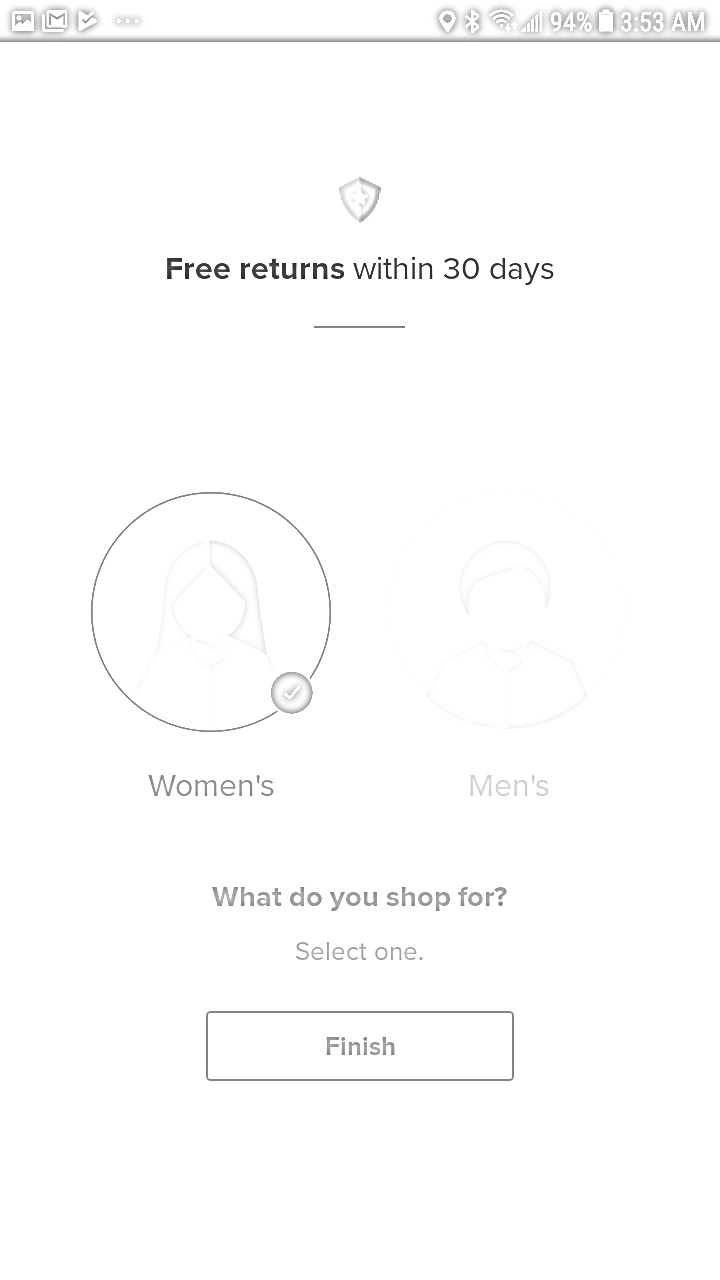 94% 3:53 AM
Free returns within 30 days
Women's
Men's
What do you shop for?
Select one.
Finish